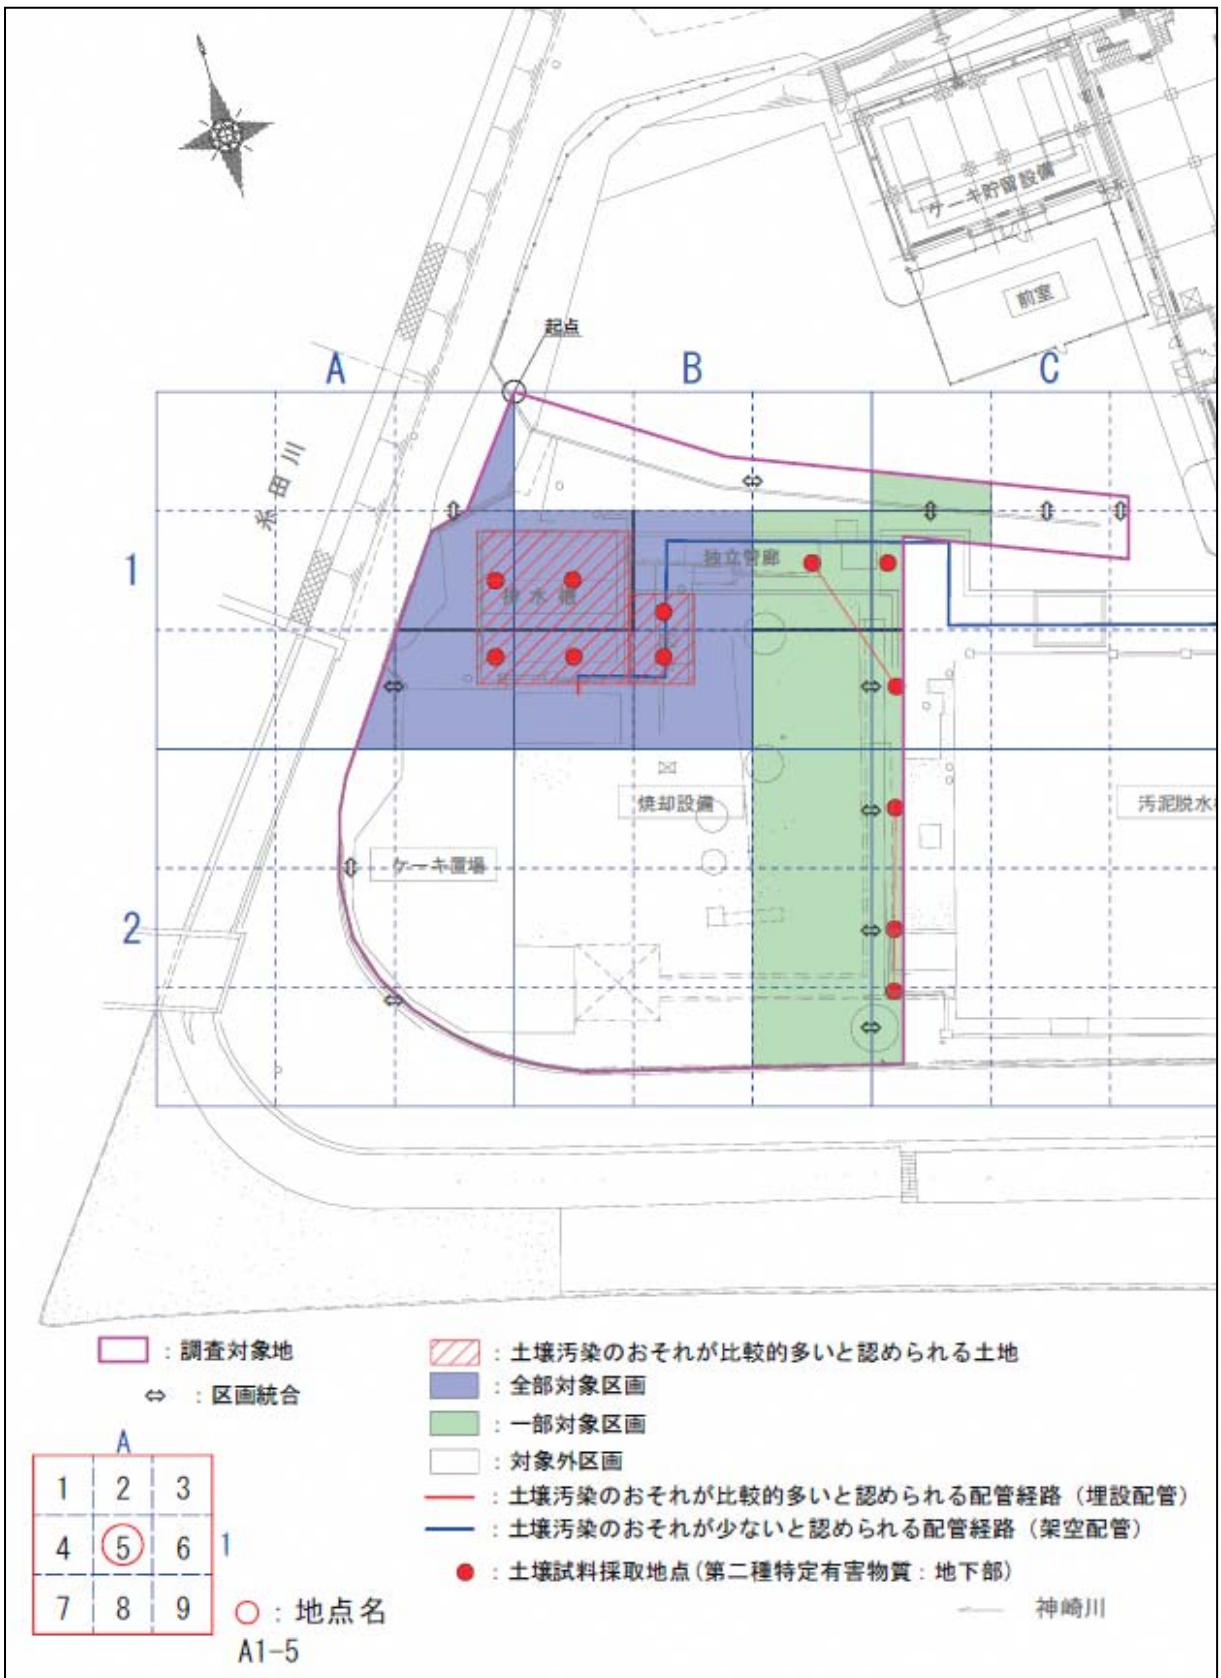 ケーキ貯留設備
前室
起点
A
B
C
糸田川
1
独立管廊
排水槽
焼却設備
汚泥脱水
ケーキ置場
2
：調査対象地
⇔ ：区画統合
：土壌汚染のおそれが比較的多いと認められる土地
：全部対象区画
：一部対象区画
：対象外区画
：土壌汚染のおそれが比較的多いと認められる配管経路（埋設配管）
：土壌汚染のおそれが少ないと認められる配管経路（架空配管）
：土壌試料採取地点(第二種特定有害物質：地下部)
A
1 2 3
4 5 6 1
7 8 9
：地点名
A1-5
神崎川